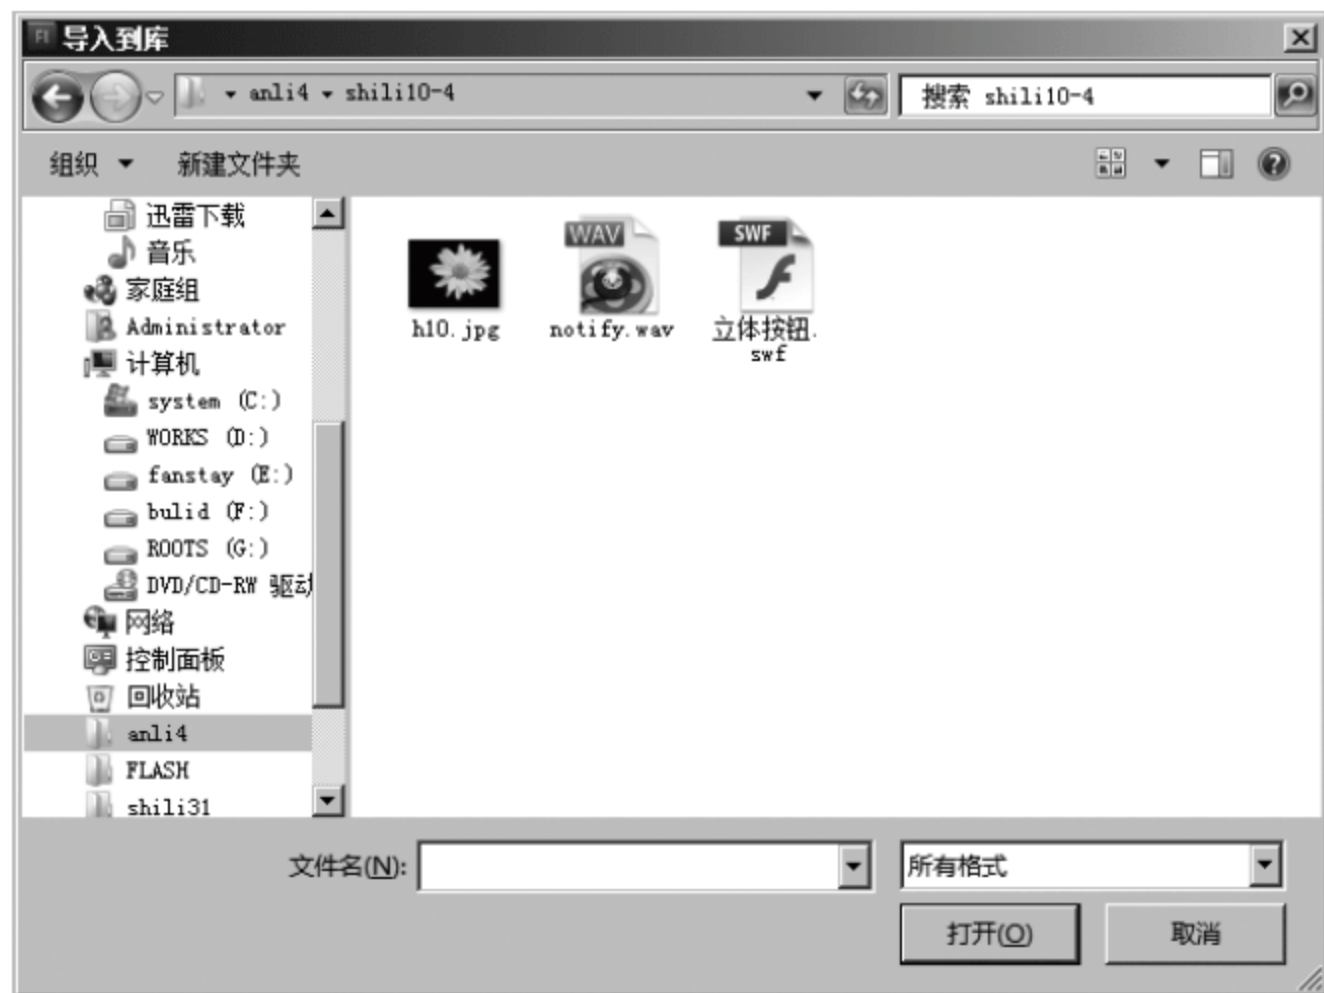 Fl 导入到库
anli4 shili10-4
搜索 shili10-4
组织 新建文件夹
迅雷下载
音乐
家庭组
Administrator
计算机
system (C:)
WORKS (D:)
fanstay (E:)
bulid (F:)
ROOTS (G:)
DVD/CD-RW 驱动
网络
控制面板
回收站
anli4
FLASH
shili31
h10.jpg
WAV
notify.wav
SWF
立体按钮.
swf
文件名(N):
所有格式
打开(O)
取消